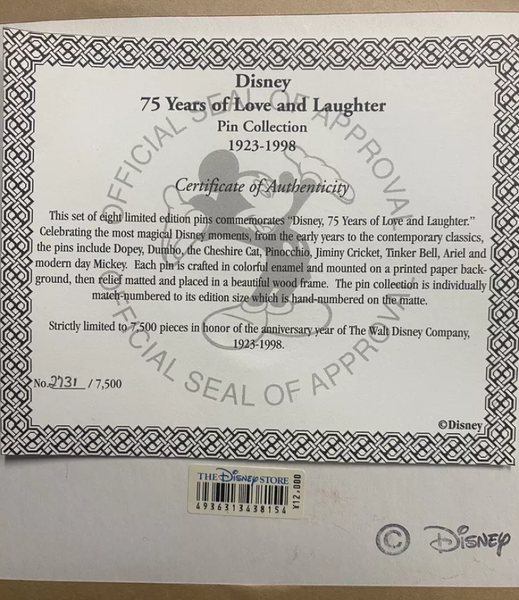 Disney
75 Years of Love and Laughter
Pin Collection
1923-1998
OFFICIAL SEAL OF APPROVAL
Certificate of Authenticity
This set of eight limited edition pins commemorates "Disney, 75 Years of Love and Laughter."
Celebrating the most magical Disney moments, from the early years to the contemporary classics,
the pins include Dopey, Dumbo, the Cheshire Cat, Pinocchio, Jiminy Cricket, Tinker Bell, Ariel and
modern day Mickey. Each pin is crafted in colorful enamel and mounted on a printed paper back-
ground, then relief matted and placed in a beautiful wood frame. The pin collection is individually
match-numbered to its edition size which is hand-numbered on the matte.
Strictly limited to 7,500 pieces in honor of the anniversary year of The Walt Disney Company,
1923-1998.
OFFICIAL SEAL OF APPROVAL
No. 2731 / 7,500
©Disney
THE DISNEY STORE
4936313438154
¥12,000
© DISNEY